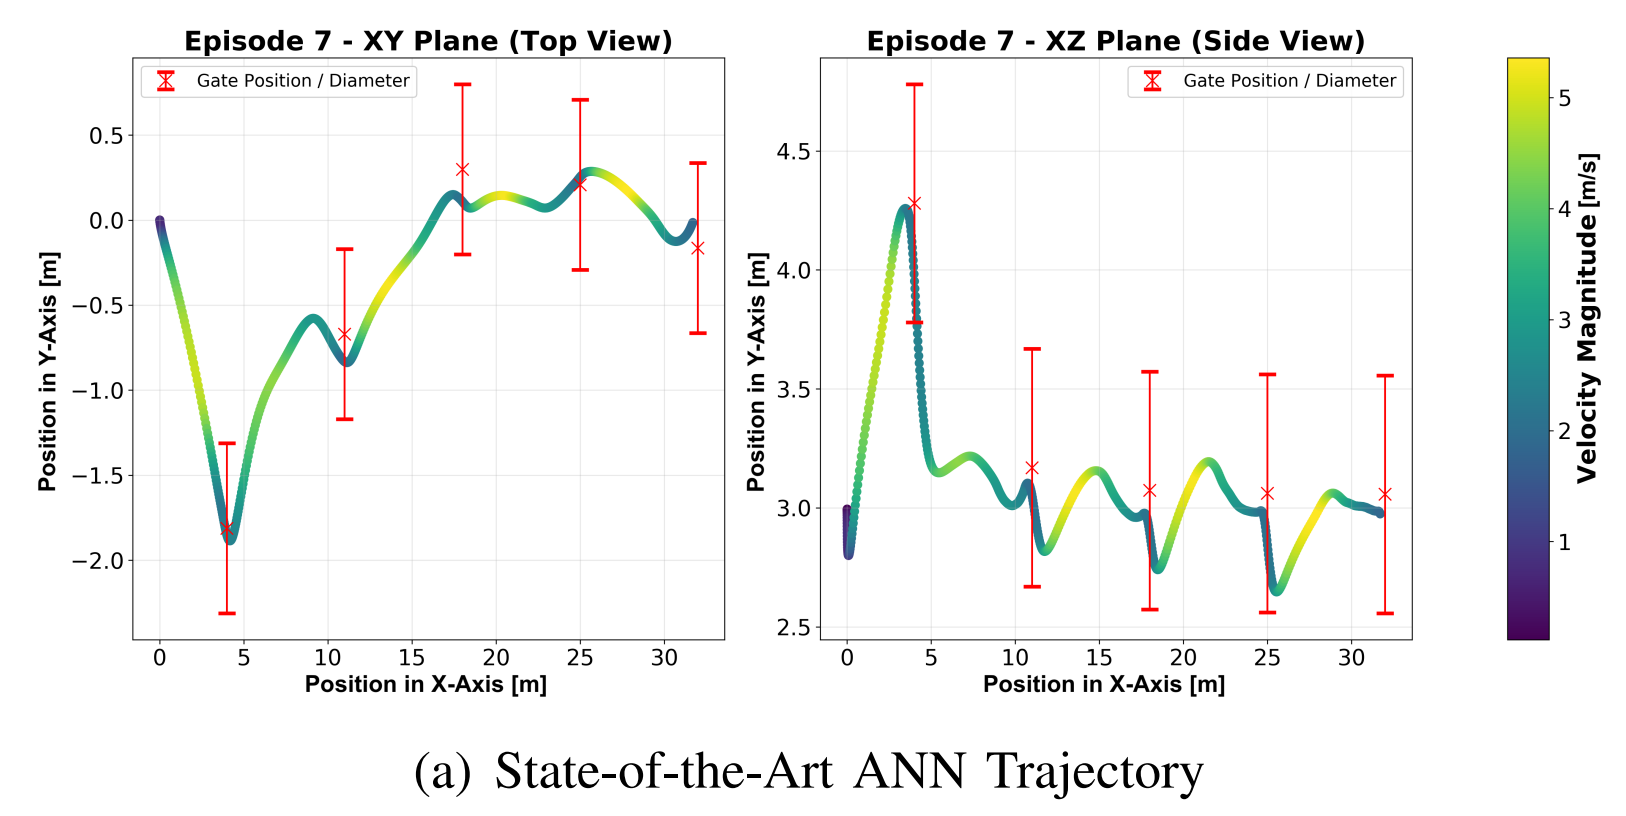 Episode 7 - XY Plane (Top View)
Gate Position / Diameter
0.5
0.0
−0.5
−1.0
−1.5
−2.0
Position in Y-Axis [m]
0 5 10 15 20 25 30
Position in X-Axis [m]
Episode 7 - XZ Plane (Side View)
Gate Position / Diameter
4.5
4.0
3.5
3.0
2.5
Position in Y-Axis [m]
0 5 10 15 20 25 30
Position in X-Axis [m]
5
4
3
2
1
Velocity Magnitude [m/s]
(a) State-of-the-Art ANN Trajectory